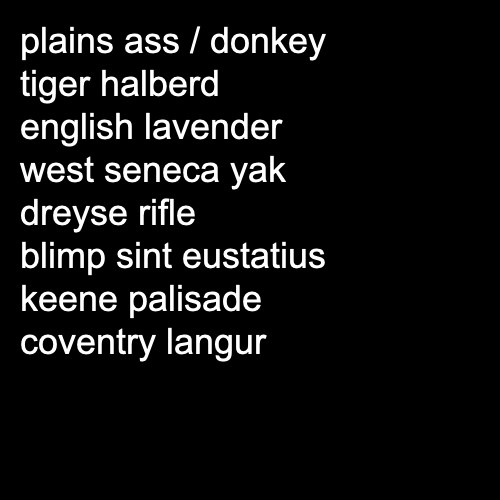 plains ass / donkey
tiger halberd
english lavender
west seneca yak
dreyse rifle
blimp sint eustatius
keene palisade
coventry langur